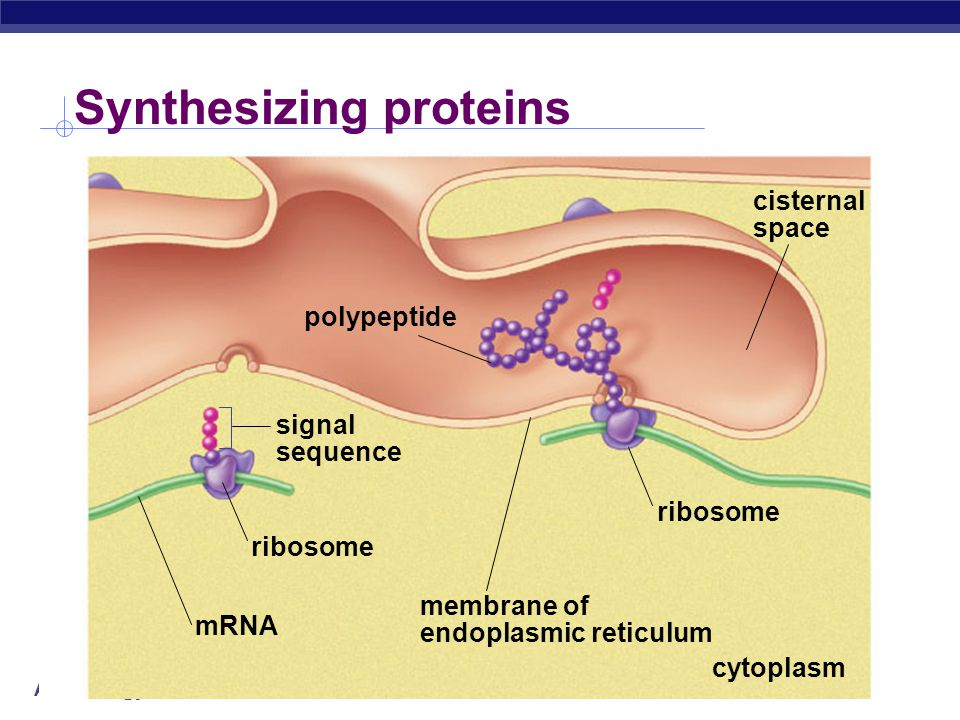 Synthesizing proteins
cisternal
space
polypeptide
signal
sequence
ribosome
ribosome
membrane of
endoplasmic reticulum
mRNA
cytoplasm